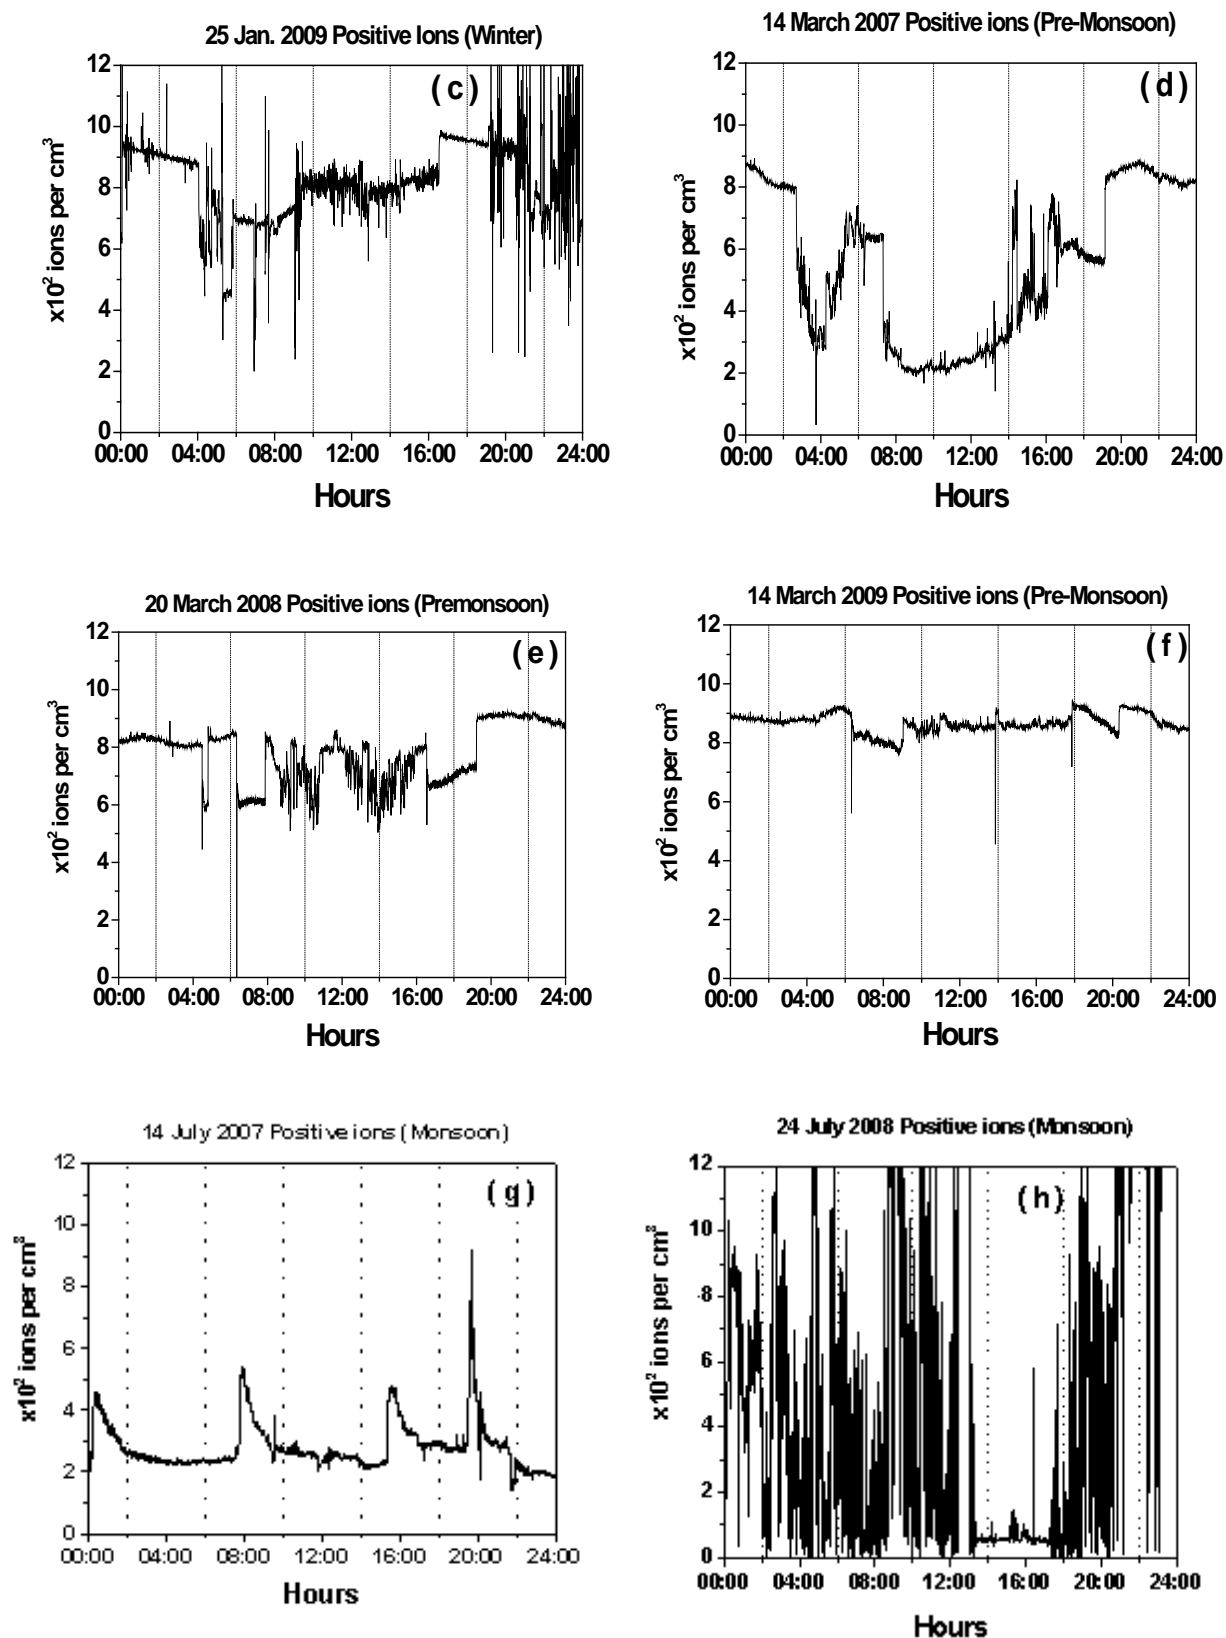 25 Jan. 2009 Positive Ions (Winter)
(c)
x10² ions per cm³
12
10
8
6
4
2
0
00:00 04:00 08:00 12:00 16:00 20:00 24:00
Hours
14 March 2007 Positive ions (Pre-Monsoon)
(d)
x10² ions per cm³
12
10
8
6
4
2
0
00:00 04:00 08:00 12:00 16:00 20:00 24:00
Hours
20 March 2008 Positive ions (Premonsoon)
(e)
x10² ions per cm³
12
10
8
6
4
2
0
00:00 04:00 08:00 12:00 16:00 20:00 24:00
Hours
14 March 2009 Positive ions (Pre-Monsoon)
(f)
x10² ions per cm³
12
10
8
6
4
2
0
00:00 04:00 08:00 12:00 16:00 20:00 24:00
Hours
14 July 2007 Positive ions (Monsoon)
(g)
x10² ions per cm³
12
10
8
6
4
2
0
00:00 04:00 08:00 12:00 16:00 20:00 24:00
Hours
24 July 2008 Positive ions (Monsoon)
(h)
x10² ions per cm³
12
10
8
6
4
2
0
00:00 04:00 08:00 12:00 16:00 20:00 24:00
Hours